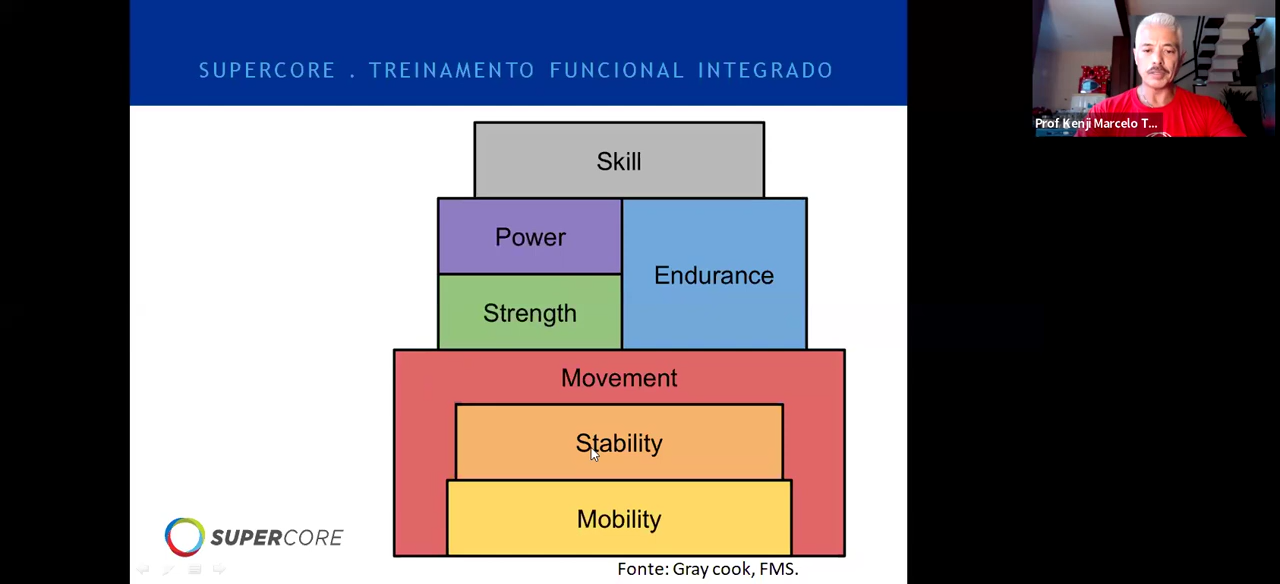 SUPERCORE . TREINAMENTO FUNCIONAL INTEGRADO
Prof Kenji Marcelo T...
Skill
Power
Endurance
Strength
Movement
Stability
Mobility
SUPERCORE
Fonte: Gray cook, FMS.